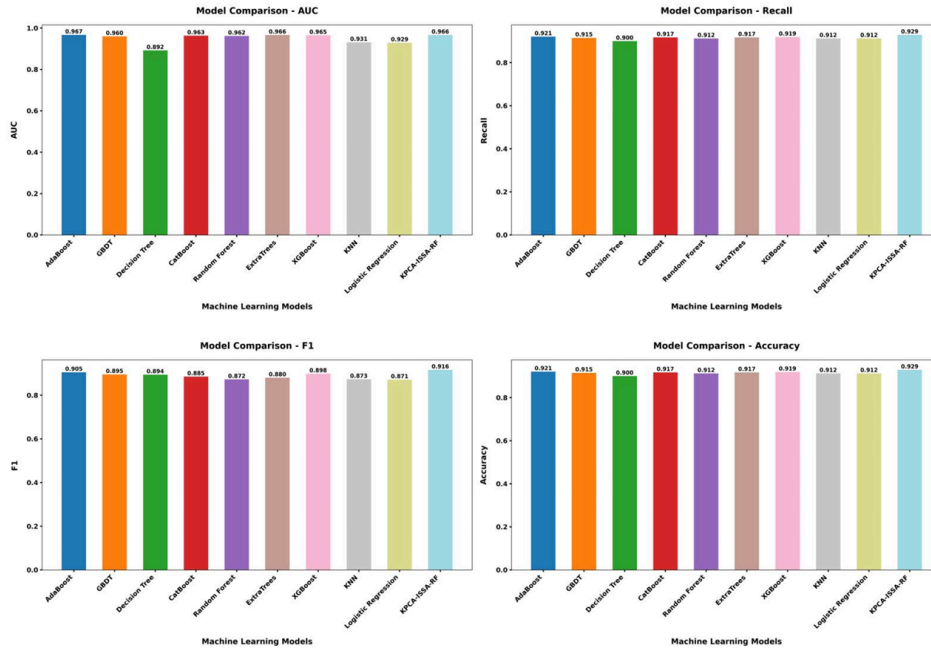 Model Comparison - AUC
AUC
1.0
0.8
0.6
0.4
0.2
0.0
0.967
0.960
0.892
0.963
0.962
0.966
0.965
0.931
0.929
0.966
AdaBoost
GBDT
Decision Tree
CatBoost
Random Forest
ExtraTrees
XGBoost
KNN
Logistic Regression
KPCA-ISSA-RF
Machine Learning Models
Model Comparison - Recall
Recall
0.8
0.6
0.4
0.2
0.0
0.921
0.915
0.900
0.917
0.912
0.917
0.919
0.912
0.912
0.929
AdaBoost
GBDT
Decision Tree
CatBoost
Random Forest
ExtraTrees
XGBoost
KNN
Logistic Regression
KPCA-ISSA-RF
Machine Learning Models
Model Comparison - F1
F1
0.8
0.6
0.4
0.2
0.0
0.905
0.895
0.894
0.885
0.872
0.880
0.898
0.873
0.871
0.916
AdaBoost
GBDT
Decision Tree
CatBoost
Random Forest
ExtraTrees
XGBoost
KNN
Logistic Regression
KPCA-ISSA-RF
Machine Learning Models
Model Comparison - Accuracy
Accuracy
0.8
0.6
0.4
0.2
0.0
0.921
0.915
0.900
0.917
0.912
0.917
0.919
0.912
0.912
0.929
AdaBoost
GBDT
Decision Tree
CatBoost
Random Forest
ExtraTrees
XGBoost
KNN
Logistic Regression
KPCA-ISSA-RF
Machine Learning Models